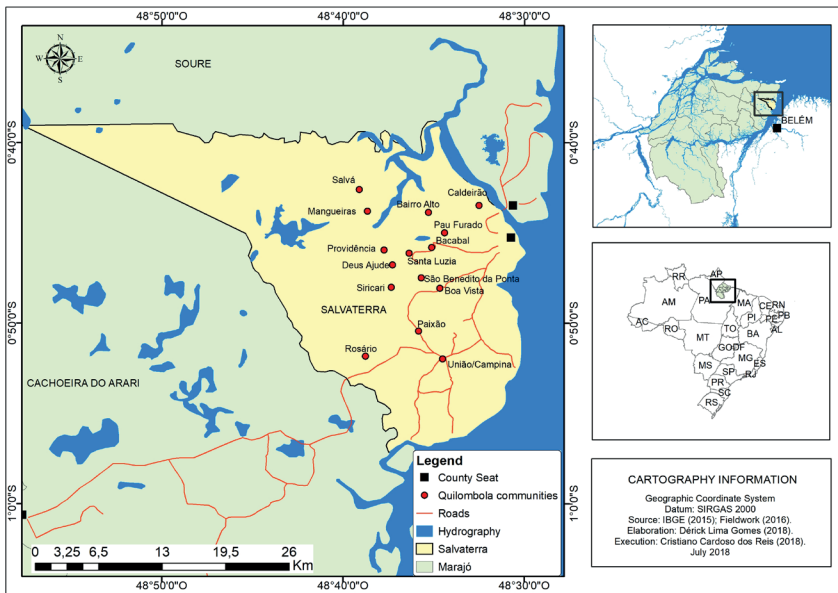 48°50'0"O
48°40'0"O
48°30'0"O
N
W
E
S
SOURE
0°40'0"S
0°40'0"S
Salvá
Caldeirão
Mangueiras
Bairro Alto
Pau Furado
Bacabal
Providência
Santa Luzia
Deus Ajude
São Benedito da Ponta
Siricari
Boa Vista
SALVATERRA
0°50'0"S
0°50'0"S
Paixão
Rosário
União/Campina
CACHOEIRA DO ARARI
1°0'0"S
1°0'0"S
Legend
County Seat
Quilombola communities
Roads
Hydrography
Salvaterra
Marajó
0 3,25 6,5 13 19,5 26
Km
48°50'0"O
48°40'0"O
48°30'0"O
BELÉM
RR
AP
AM
PA
MA
CE
RN
PB
PE
PI
AL
AC
RO
TO
BA
MT
GO
DF
MG
ES
MS
SP
RJ
PR
SC
RS
CARTOGRAPHY INFORMATION
Geographic Coordinate System
Datum: SIRGAS 2000
Source: IBGE (2015); Fieldwork (2016).
Elaboration: Dérick Lima Gomes (2018).
Execution: Cristiano Cardoso dos Reis (2018).
July 2018